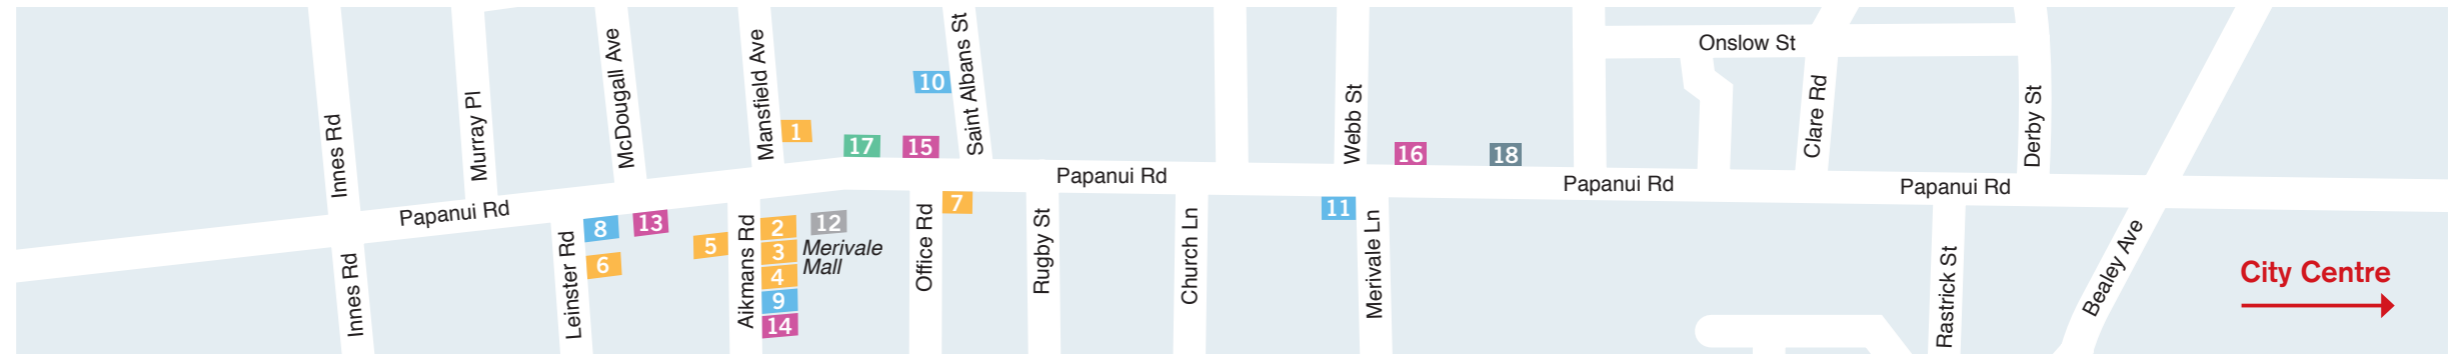 Innes Rd
Murray Pl
McDougall Ave
Mansfield Ave
Saint Albans St
Webb St
Onslow St
Clare Rd
Derby St
10
1
17
15
16
18
Papanui Rd
Papanui Rd
Papanui Rd
Papanui Rd
Innes Rd
Leinster Rd
8
13
6
5
Aikmans Rd
2
3
4
9
14
12
Merivale
Mall
Office Rd
7
Rugby St
Church Ln
11
Merivale Ln
Rastrick St
Bealey Ave
City Centre